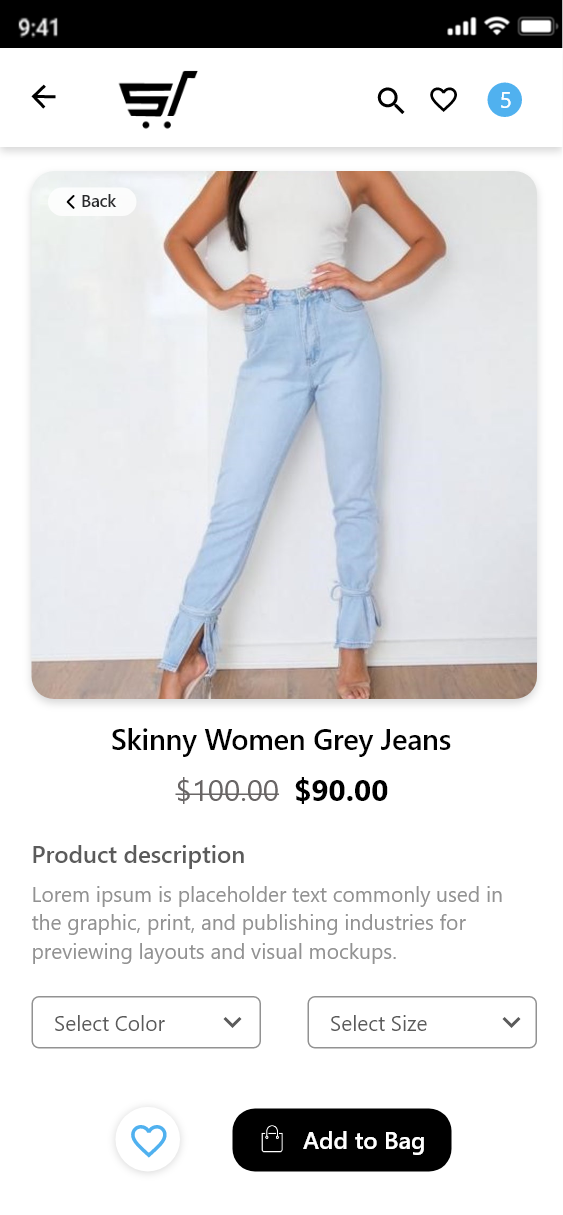 9:41
5
Back
Skinny Women Grey Jeans
$100.00 $90.00
Product description
Lorem ipsum is placeholder text commonly used in
the graphic, print, and publishing industries for
previewing layouts and visual mockups.
Select Color Select Size
Add to Bag